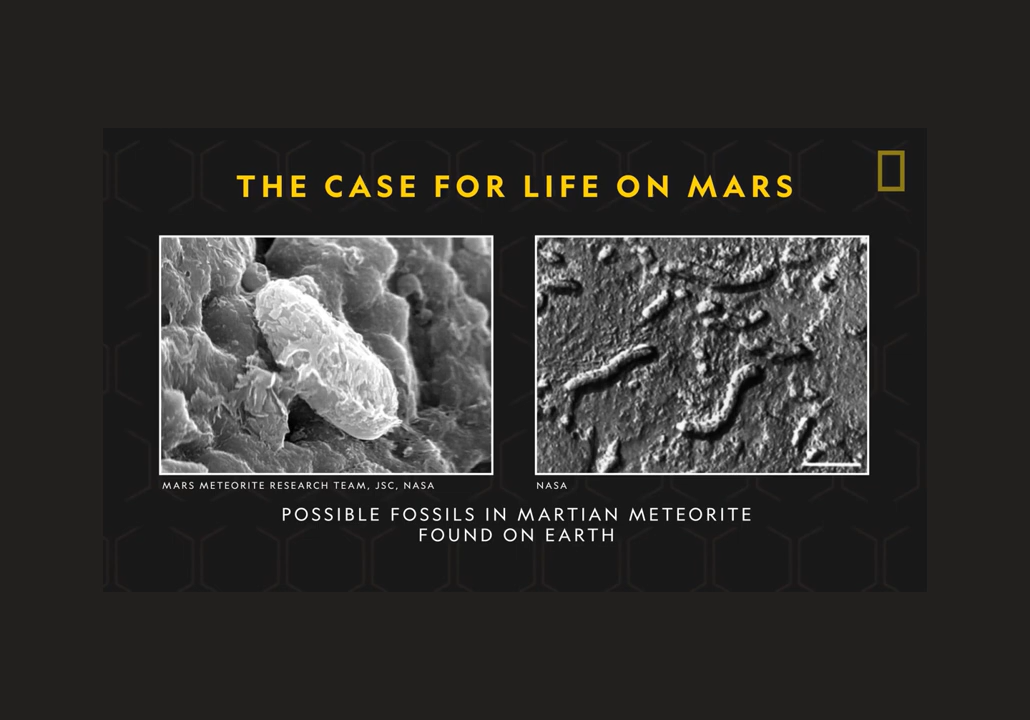 THE CASE FOR LIFE ON MARS
MARS METEORITE RESEARCH TEAM, JSC, NASA
NASA
POSSIBLE FOSSILS IN MARTIAN METEORITE
FOUND ON EARTH